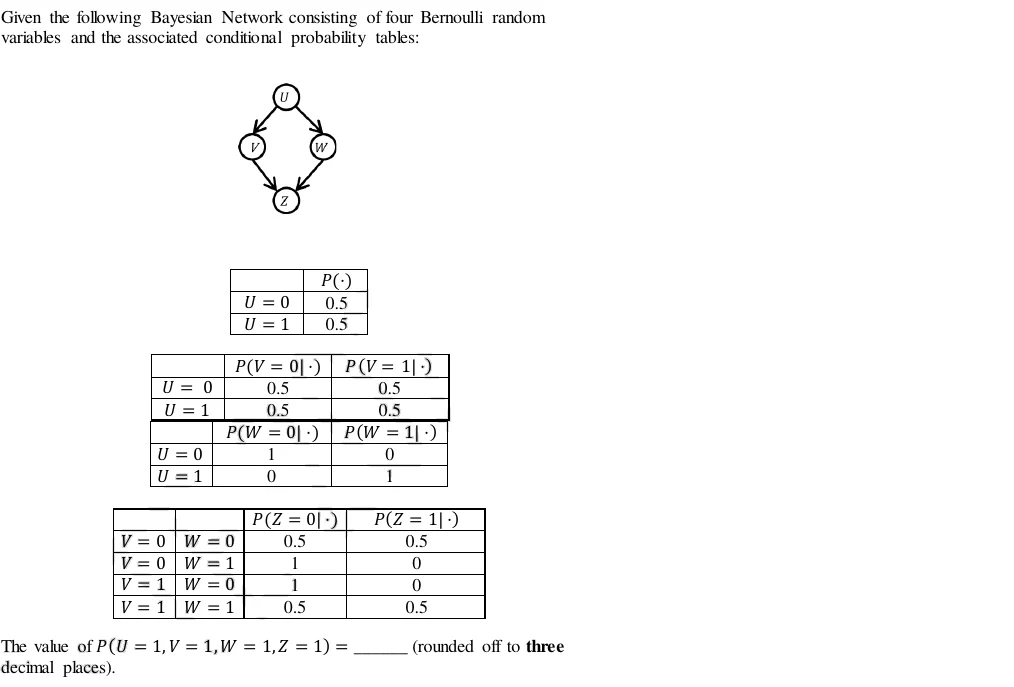 Given the following Bayesian Network consisting of four Bernoulli random
variables and the associated conditional probability tables:
U
V W
Z
P(·)
U = 0 0.5
U = 1 0.5
P(V = 0| ·) P(V = 1| ·)
U = 0 0.5 0.5
U = 1 0.5 0.5
P(W = 0| ·) P(W = 1| ·)
U = 0 1 0
U = 1 0 1
P(Z = 0| ·) P(Z = 1| ·)
V = 0 W = 0 0.5 0.5
V = 0 W = 1 1 0
V = 1 W = 0 1 0
V = 1 W = 1 0.5 0.5
The value of P(U = 1, V = 1, W = 1, Z = 1) = ______ (rounded off to three
decimal places).